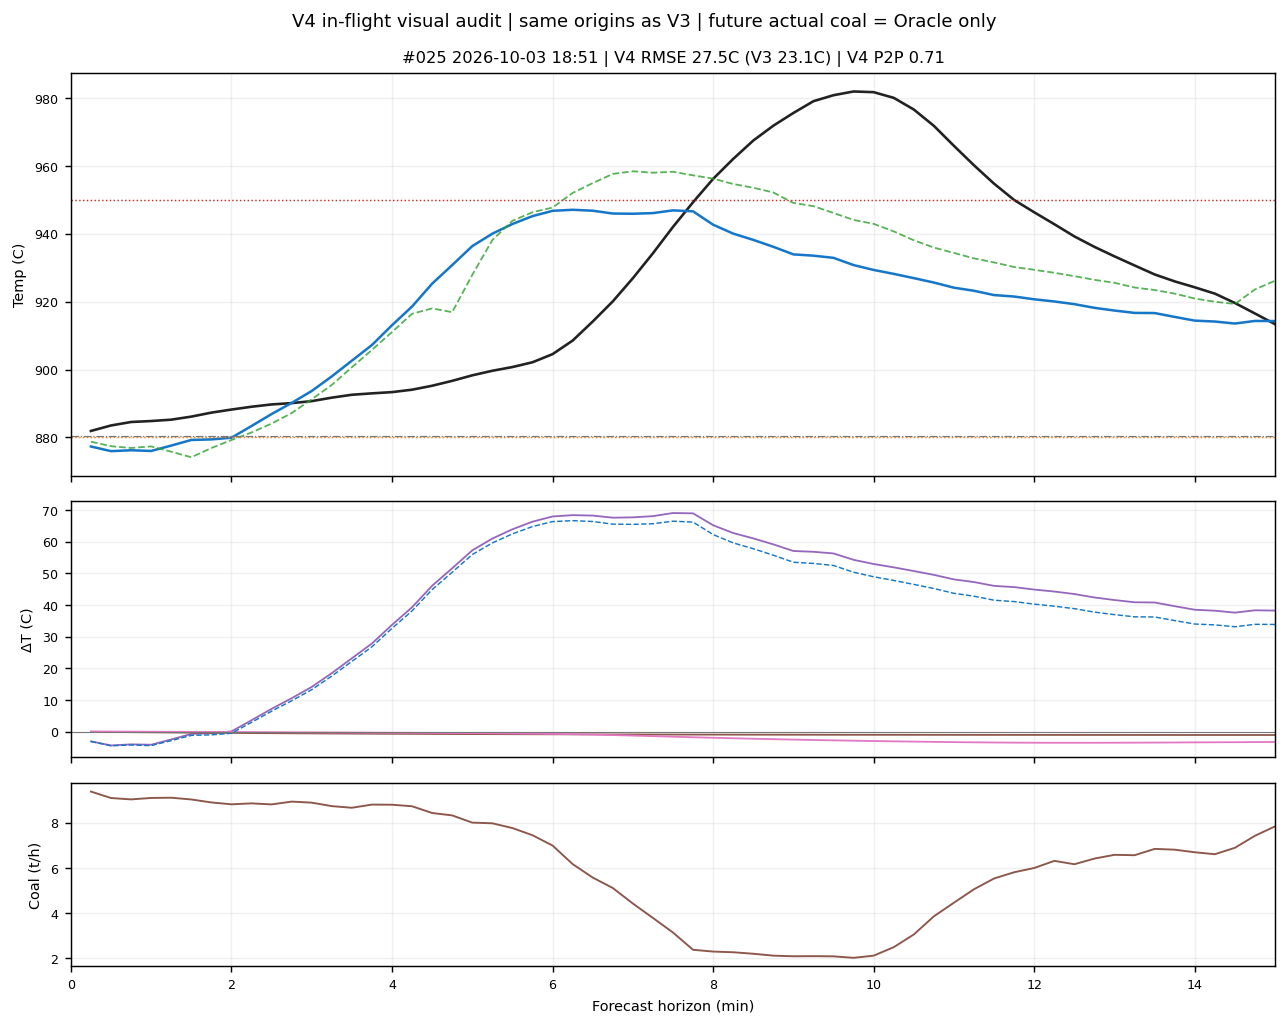 V4 in-flight visual audit | same origins as V3 | future actual coal = Oracle only
#025 2026-10-03 18:51 | V4 RMSE 27.5C (V3 23.1C) | V4 P2P 0.71
Temp (C)
980
960
940
920
900
880
ΔT (C)
70
60
50
40
30
20
10
0
Coal (t/h)
8
6
4
2
0 2 4 6 8 10 12 14
Forecast horizon (min)